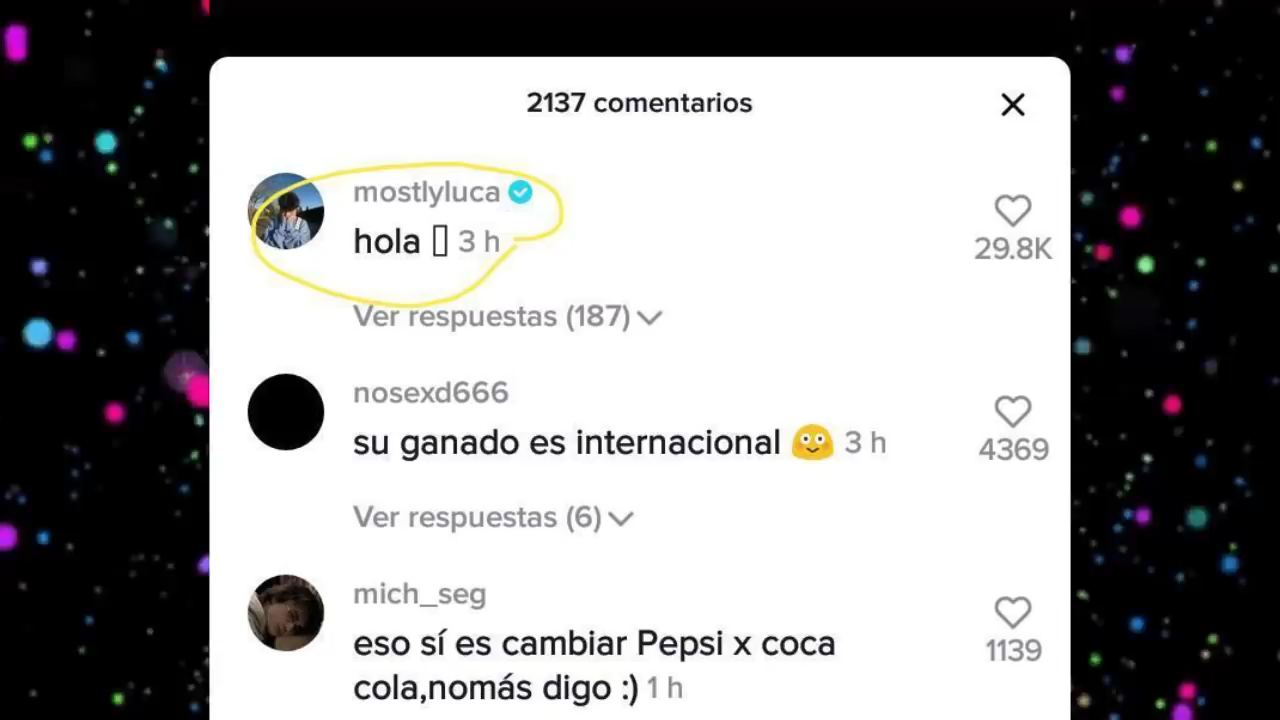 2137 comentarios
mostlyluca
hola 3 h
29.8K
Ver respuestas (187)
nosexd666
su ganado es internacional 3 h
4369
Ver respuestas (6)
mich_seg
eso sí es cambiar Pepsi x coca
cola,nomás digo :) 1 h
1139